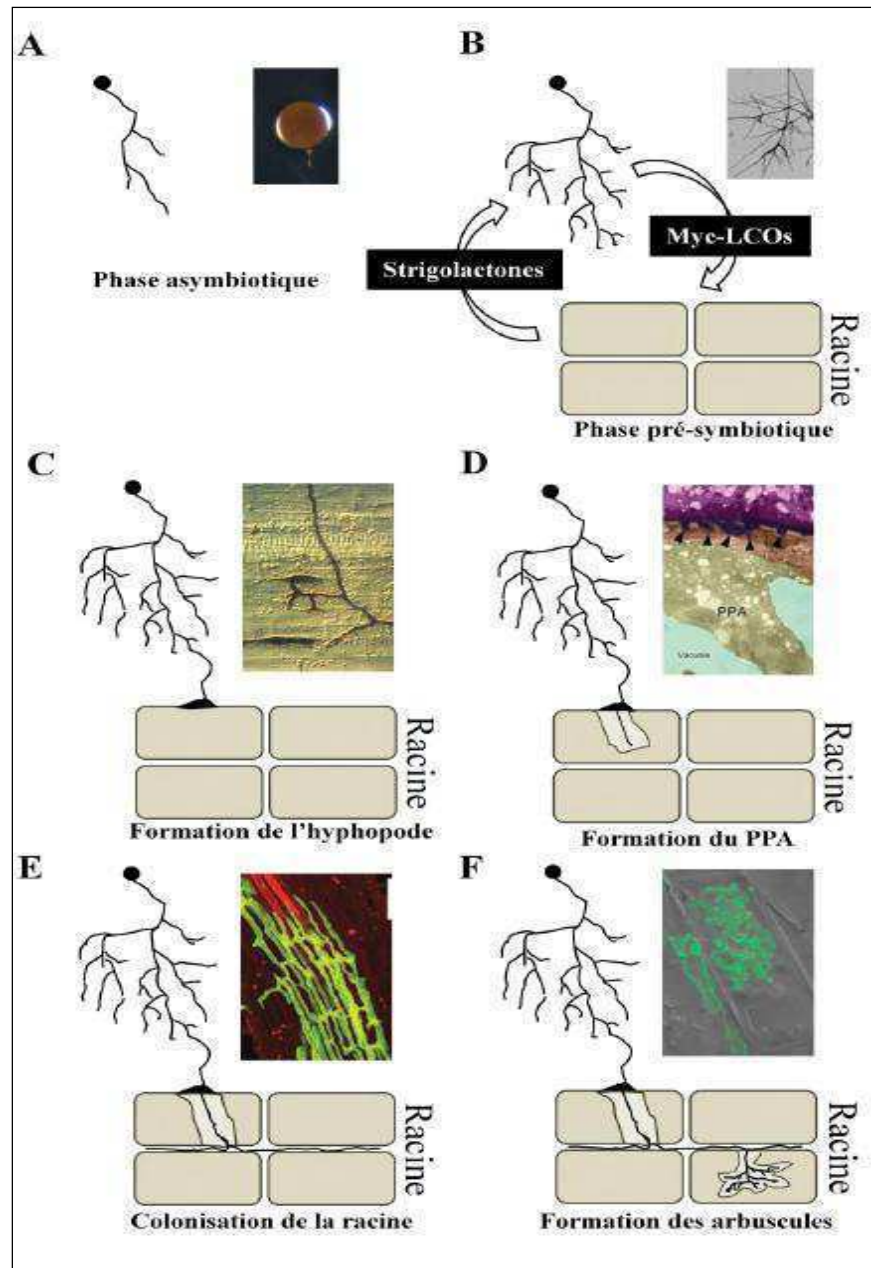 A
Phase asymbiotique
B
Myc-LCOs
Strigolactones
Racine
Phase pré-symbiotique
C
Racine
Formation de l'hyphopode
D
PPA
Vacuole
Racine
Formation du PPA
E
Racine
Colonisation de la racine
F
Racine
Formation des arbuscules